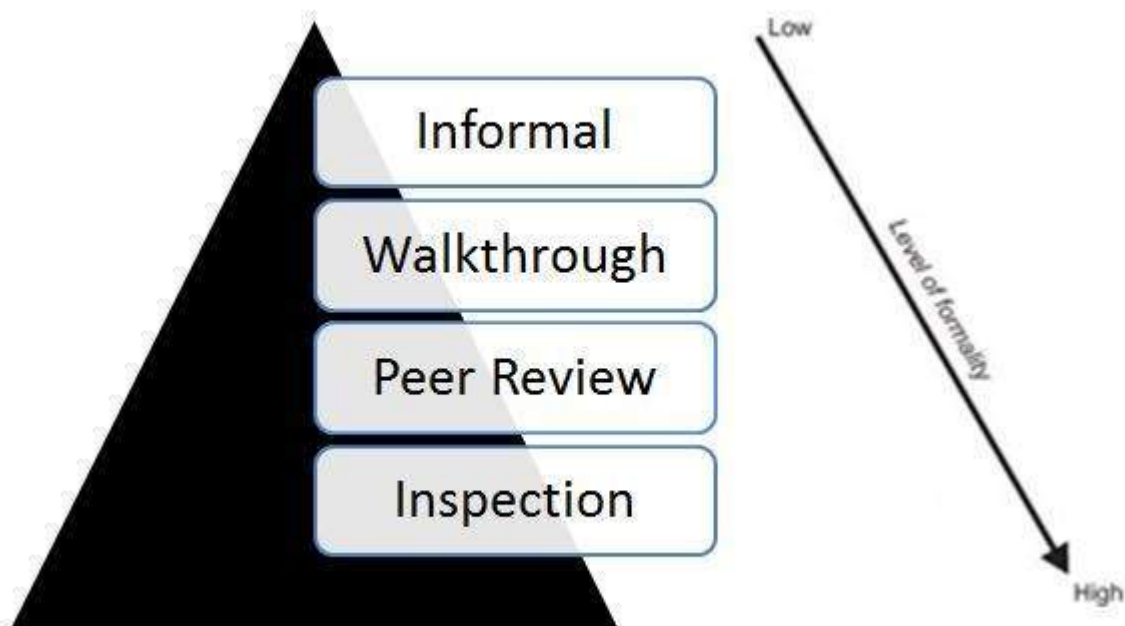 Low
Informal
Walkthrough
Level of formality
Peer Review
Inspection
High